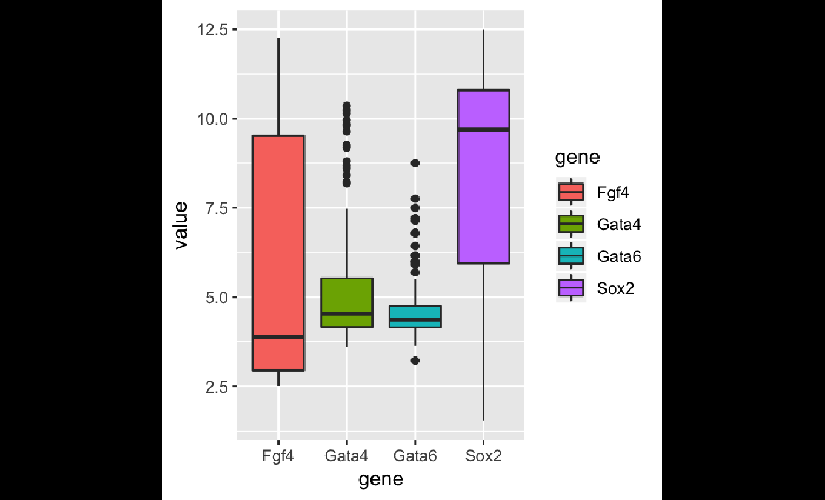 12.5
10.0
7.5
5.0
2.5
value
Fgf4 Gata4 Gata6 Sox2
gene
gene
Fgf4
Gata4
Gata6
Sox2